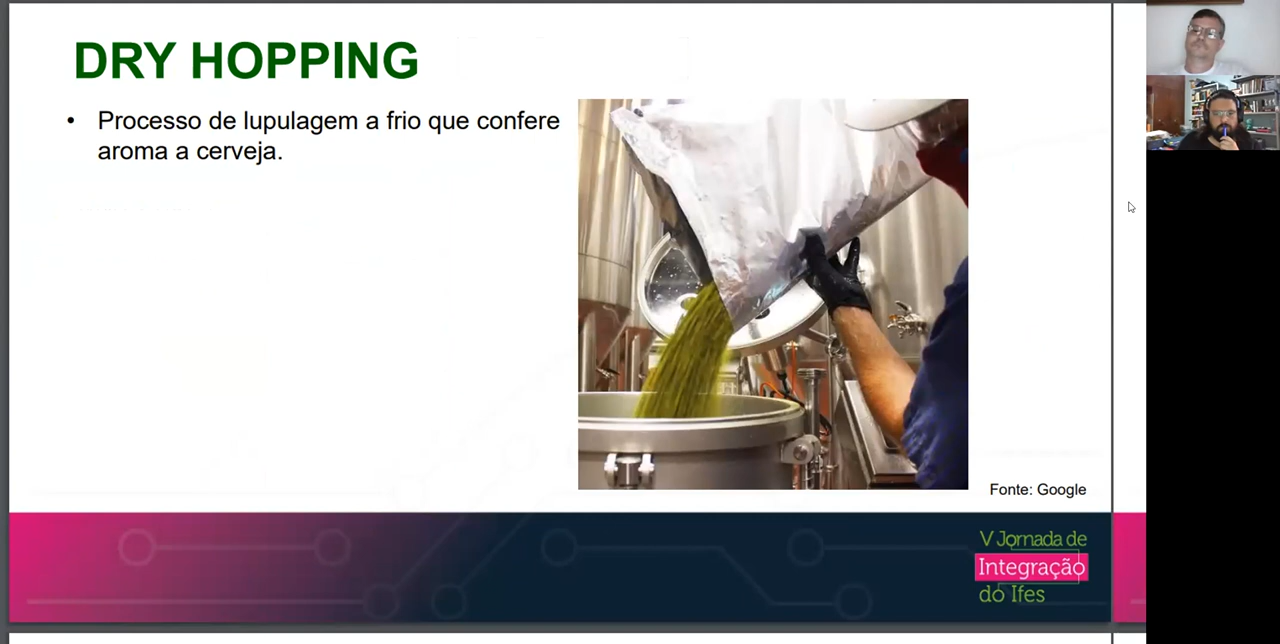 DRY HOPPING
• Processo de lupulagem a frio que confere
aroma a cerveja.
Fonte: Google
V Jornada de
Integração
do Ifes